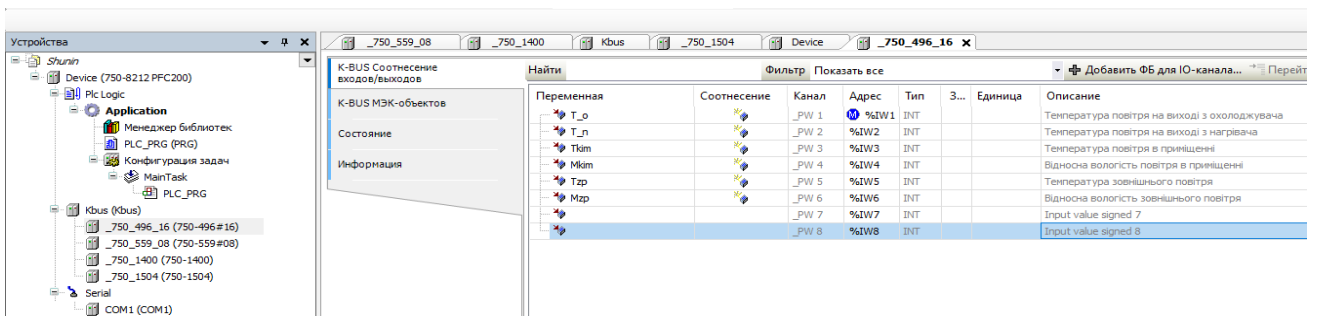 Устройства
_750_559_08 _750_1400 Kbus _750_1504 Device _750_496_16
Shunin
Device (750-8212 PFC200)
Plc Logic
Application
Менеджер библиотек
PLC_PRG (PRG)
Конфигурация задач
MainTask
PLC_PRG
Kbus (Kbus)
_750_496_16 (750-496#16)
_750_559_08 (750-559#08)
_750_1400 (750-1400)
_750_1504 (750-1504)
Serial
COM1 (COM1)
K-BUS Соотнесение
входов/выходов
K-BUS МЭК-объектов
Состояние
Информация
Найти Фильтр Показать все Добавить ФБ для IO-канала... Перейт
Переменная Соотнесение Канал Адрес Тип З... Единица Описание
T_o _PW 1 M %IW1 INT Температура повітря на виході з охолоджувача
T_n _PW 2 %IW2 INT Температура повітря на виході з нагрівача
Tkim _PW 3 %IW3 INT Температура повітря в приміщенні
Mkim _PW 4 %IW4 INT Відносна вологість повітря в приміщенні
Tzp _PW 5 %IW5 INT Температура зовнішнього повітря
Mzp _PW 6 %IW6 INT Відносна вологість зовнішнього повітря
_PW 7 %IW7 INT Input value signed 7
_PW 8 %IW8 INT Input value signed 8